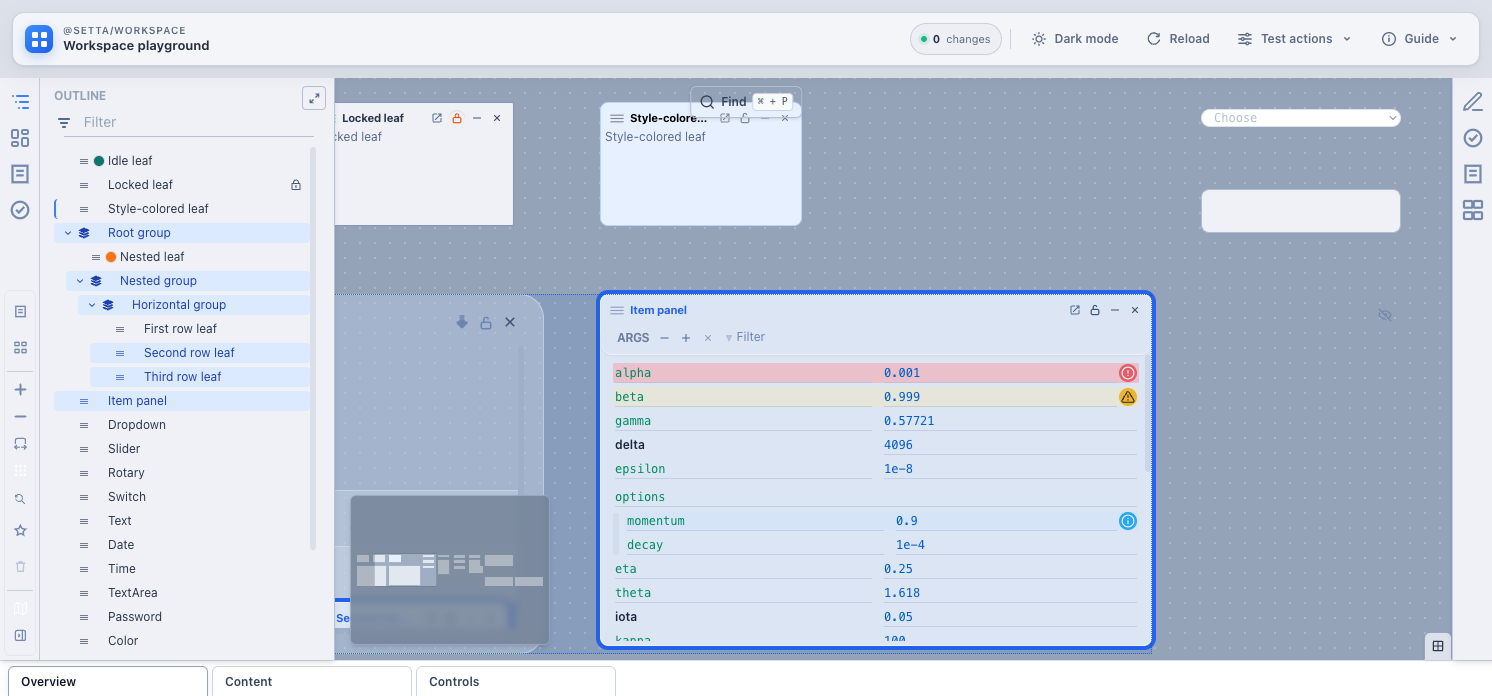 @SETTA/WORKSPACE
Workspace playground
0 changes
Dark mode
Reload
Test actions
Guide
OUTLINE
Filter
Idle leaf
Locked leaf
Style-colored leaf
Root group
Nested leaf
Nested group
Horizontal group
First row leaf
Second row leaf
Third row leaf
Item panel
Dropdown
Slider
Rotary
Switch
Text
Date
Time
TextArea
Password
Color
Locked leaf
cked leaf
Find ⌘ + P
Style-colore...
Style-colored leaf
Choose
Se
Item panel
ARGS
Filter
alpha 0.001
beta 0.999
gamma 0.57721
delta 4096
epsilon 1e-8
options
momentum 0.9
decay 1e-4
eta 0.25
theta 1.618
iota 0.05
kappa 100
Overview
Content
Controls